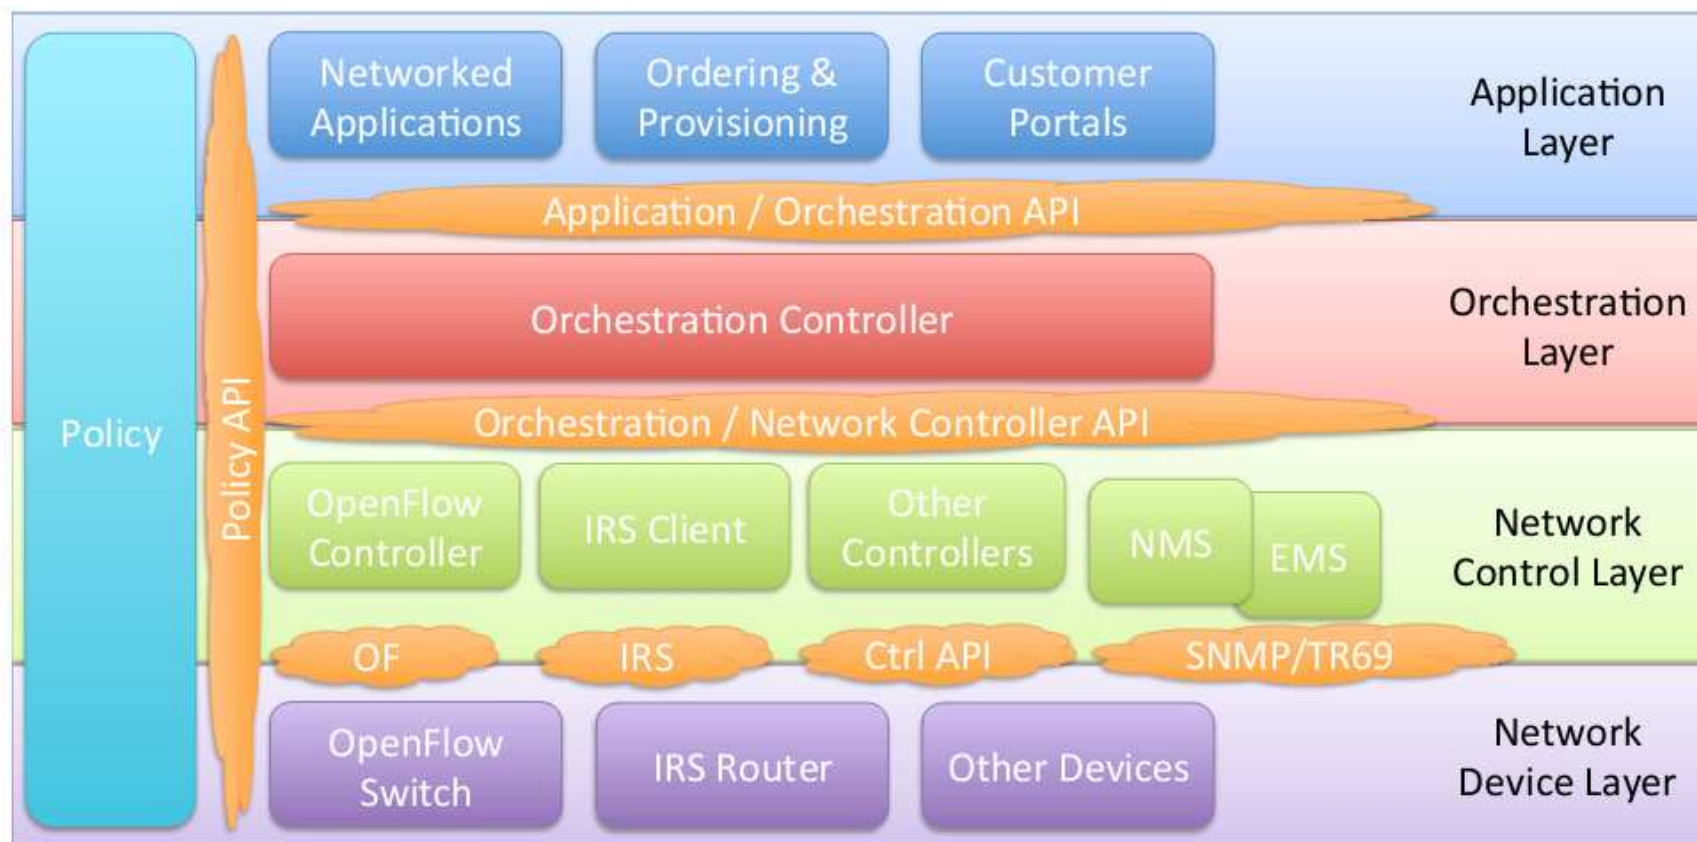 Policy
Policy API
Networked
Applications
Ordering &
Provisioning
Customer
Portals
Application
Layer
Application / Orchestration API
Orchestration Controller
Orchestration
Layer
Orchestration / Network Controller API
OpenFlow
Controller
IRS Client
Other
Controllers
NMS
EMS
Network
Control Layer
OF
IRS
Ctrl API
SNMP/TR69
OpenFlow
Switch
IRS Router
Other Devices
Network
Device Layer